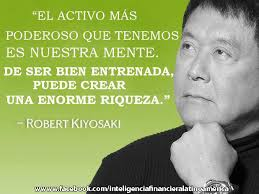 “EL ACTIVO MÁS
PODEROSO QUE TENEMOS
ES NUESTRA MENTE.
DE SER BIEN ENTRENADA,
PUEDE CREAR
UNA ENORME RIQUEZA.”
– ROBERT KIYOSAKI
www.facebook.com/inteligenciafinancieralatinoamerica